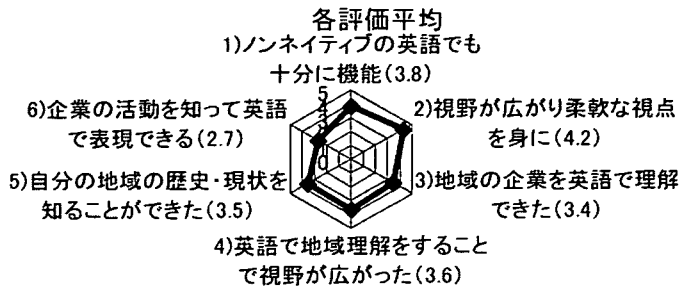 各評価平均
1)ノンネイティブの英語でも
十分に機能(3.8)
2)視野が広がり柔軟な視点
を身に(4.2)
3)地域の企業を英語で理解
できた(3.4)
4)英語で地域理解をすること
で視野が広がった(3.6)
5)自分の地域の歴史・現状を
知ることができた(3.5)
6)企業の活動を知って英語
で表現できる(2.7)
5
4
0